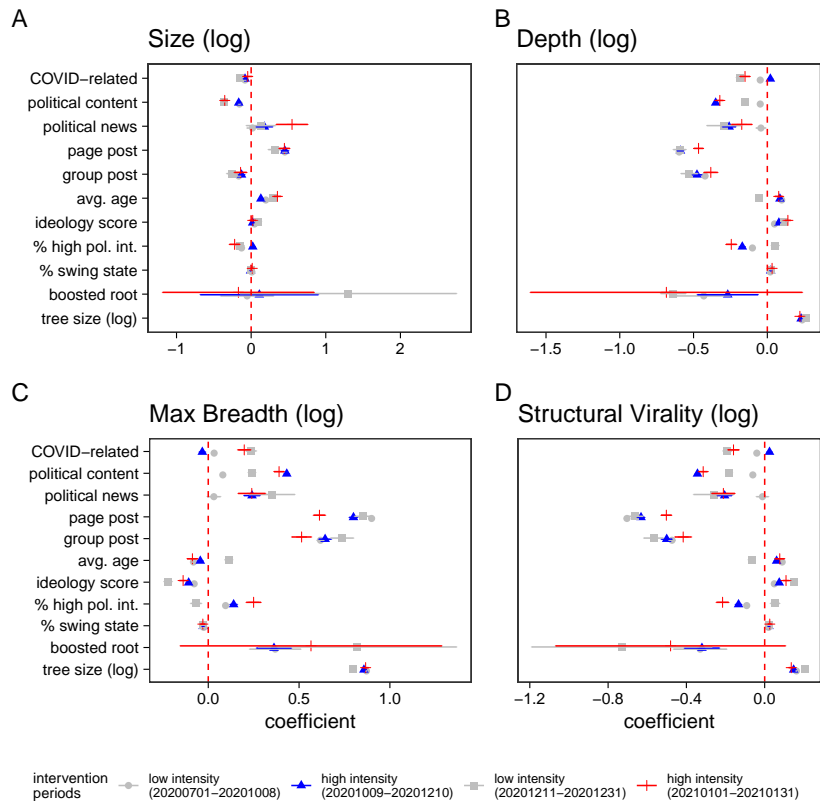 A
B
Size (log)
Depth (log)
COVID−related
political content
political news
page post
group post
avg. age
ideology score
% high pol. int.
% swing state
boosted root
tree size (log)
−1 0 1 2
−1.5 −1.0 −0.5 0.0
C
D
Max Breadth (log)
Structural Virality (log)
COVID−related
political content
political news
page post
group post
avg. age
ideology score
% high pol. int.
% swing state
boosted root
tree size (log)
0.0 0.5 1.0
−1.2 −0.8 −0.4 0.0
coefficient
coefficient
intervention
periods
low intensity
(20200701−20201008)
high intensity
(20201009−20201210)
low intensity
(20201211−20201231)
high intensity
(20210101−20210131)